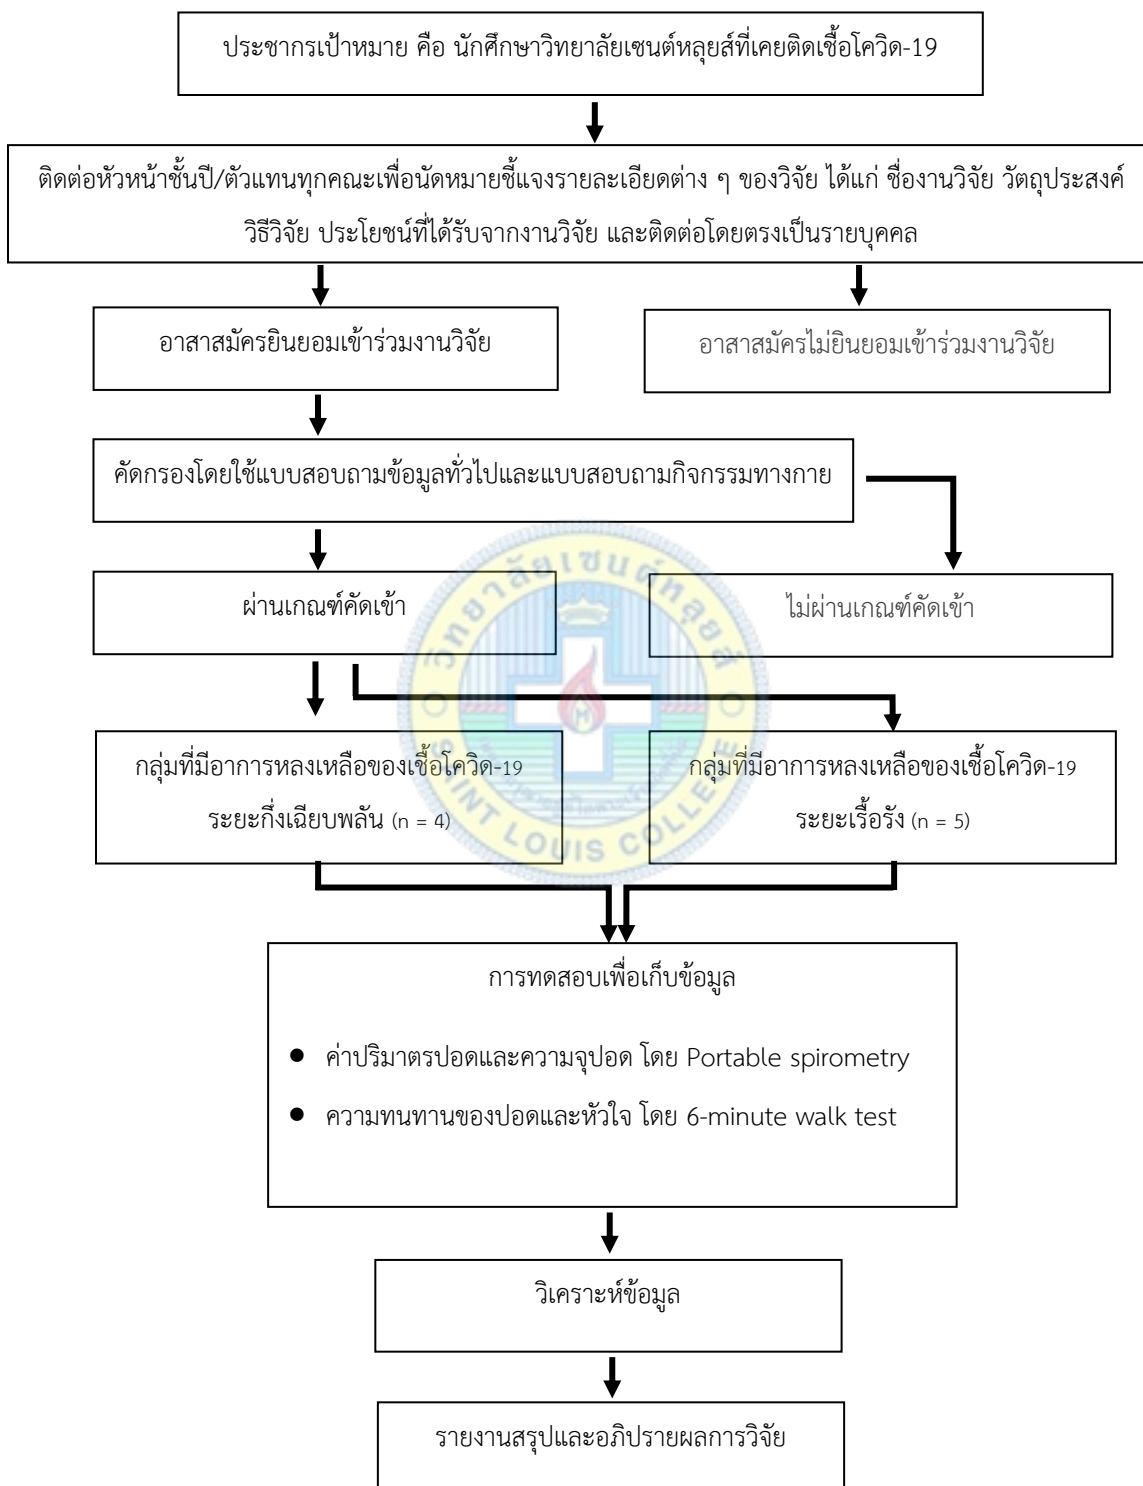 ประชากรเป้าหมาย คือ นักศึกษาวิทยาลัยเซนต์หลุยส์ที่เคยติดเชื้อโควิด-19
ติดต่อหัวหน้าชั้นปี/ตัวแทนทุกคณะเพื่อนัดหมายชี้แจงรายละเอียดต่าง ๆ ของวิจัย ได้แก่ ชื่องานวิจัย วัตถุประสงค์
วิธีวิจัย ประโยชน์ที่ได้รับจากงานวิจัย และติดต่อโดยตรงเป็นรายบุคคล
อาสาสมัครยินยอมเข้าร่วมงานวิจัย
อาสาสมัครไม่ยินยอมเข้าร่วมงานวิจัย
คัดกรองโดยใช้แบบสอบถามข้อมูลทั่วไปและแบบสอบถามกิจกรรมทางกาย
ผ่านเกณฑ์คัดเข้า
ไม่ผ่านเกณฑ์คัดเข้า
วิทยาลัยเซนต์หลุยส์
SAINT LOUIS COLLEGE
กลุ่มที่มีอาการหลงเหลือของเชื้อโควิด-19
ระยะกึ่งเฉียบพลัน (n = 4)
กลุ่มที่มีอาการหลงเหลือของเชื้อโควิด-19
ระยะเรื้อรัง (n = 5)
การทดสอบเพื่อเก็บข้อมูล
● ค่าปริมาตรปอดและความจุปอด โดย Portable spirometry
● ความทนทานของปอดและหัวใจ โดย 6-minute walk test
วิเคราะห์ข้อมูล
รายงานสรุปและอภิปรายผลการวิจัย